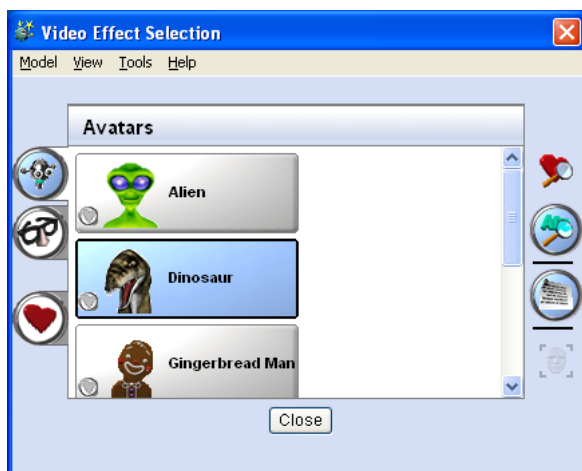 Video Effect Selection
Model View Tools Help
Avatars
Alien
Dinosaur
Gingerbread Man
Close